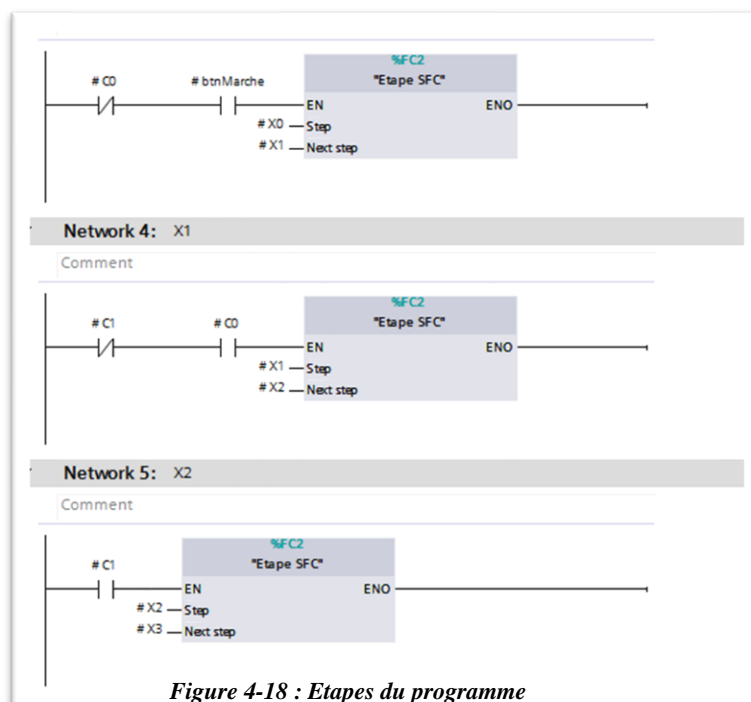 %FC2
# C0 # btnMarche "Etape SFC"
EN ENO
# X0 Step
# X1 Next step
Network 4: X1
Comment
%FC2
# C1 # C0 "Etape SFC"
EN ENO
# X1 Step
# X2 Next step
Network 5: X2
Comment
%FC2
# C1 "Etape SFC"
EN ENO
# X2 Step
# X3 Next step
Figure 4-18 : Etapes du programme